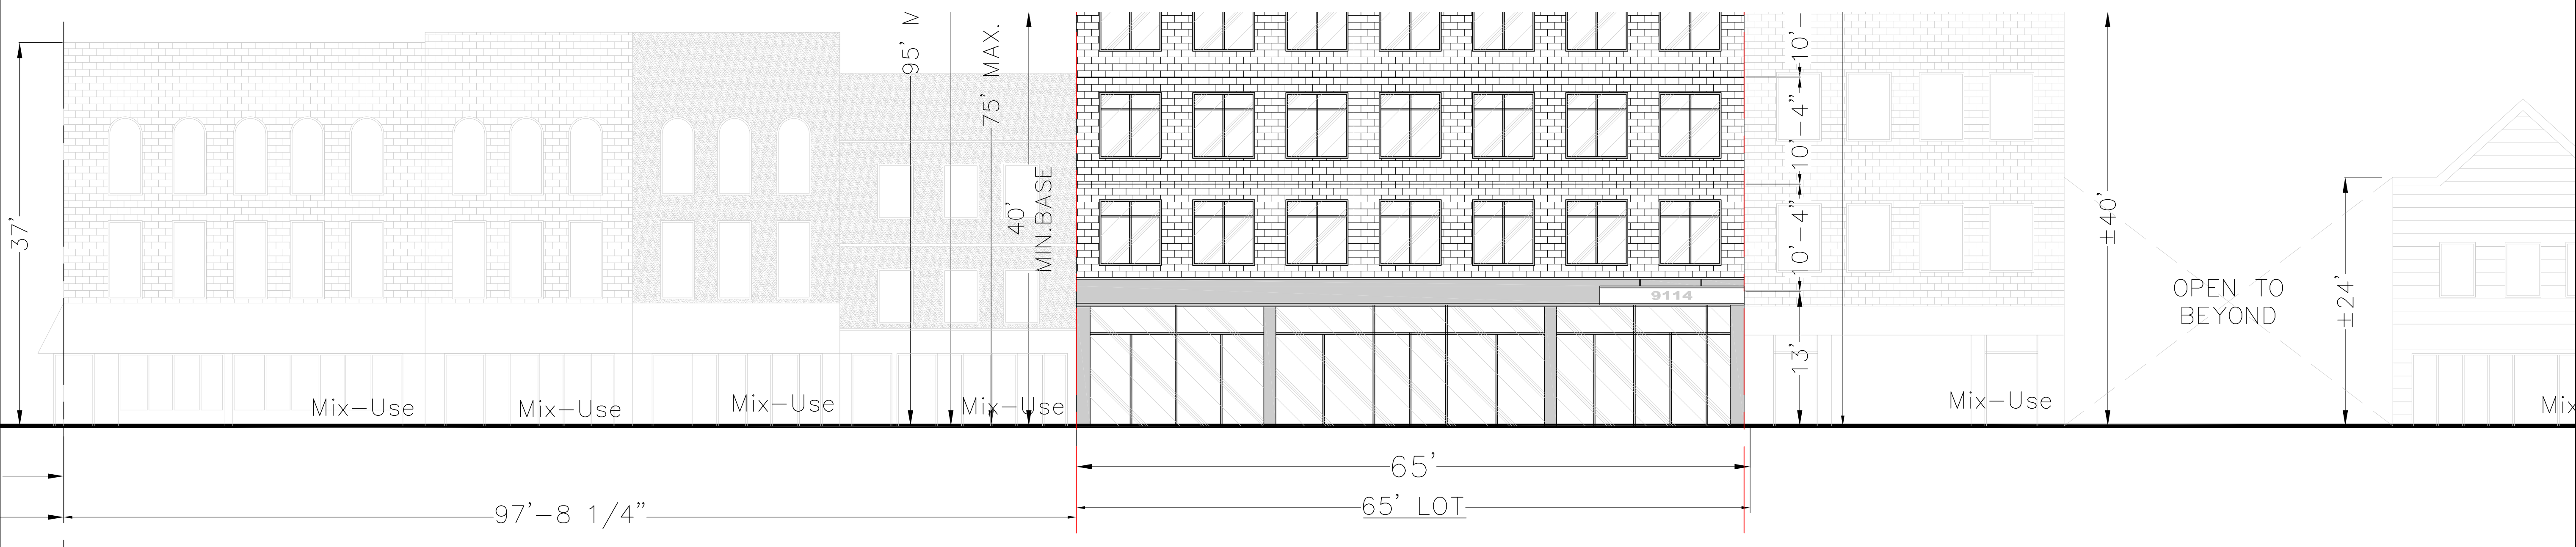 37'
95'
75' MAX.
40'
MIN.BASE
10'-
10'-4"
10'-4"
13'
9114
±40'
OPEN TO
BEYOND
±24'
Mix-Use
Mix-Use
Mix-Use
Mix-Use
Mix-Use
65'
65' LOT
97'-8 1/4"